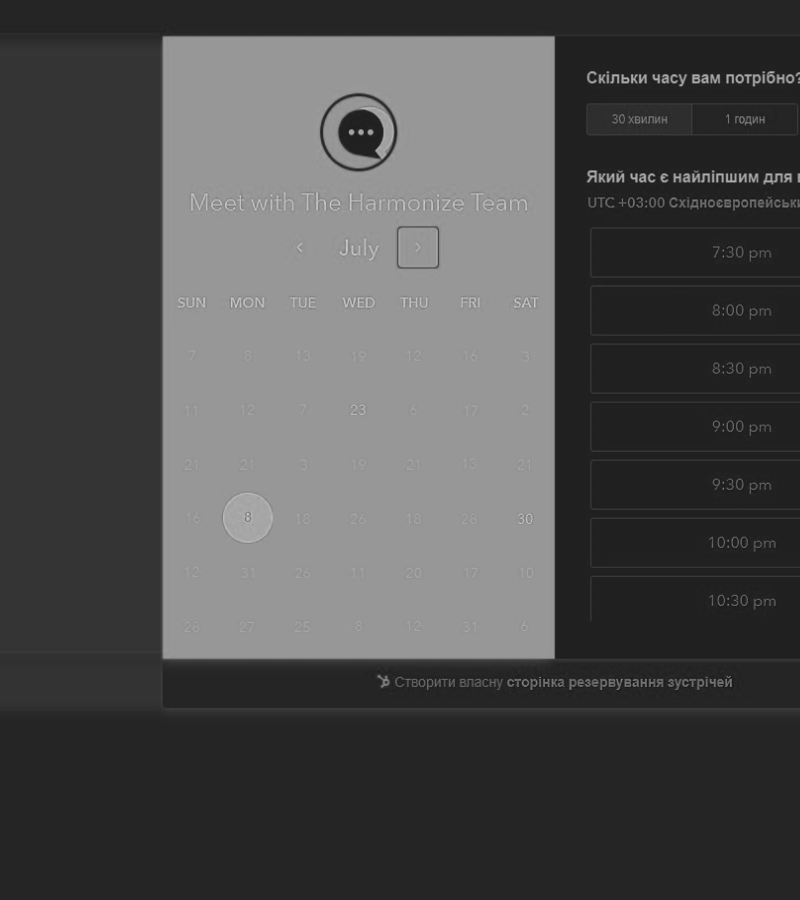 Meet with The Harmonize Team
July
SUN MON TUE WED THU FRI SAT
7 8 13 19 12 16 3
11 12 7 23 6 17 2
21 21 3 19 21 13 21
16 8 18 26 18 28 30
12 31 26 11 20 17 10
26 27 25 8 12 31 6
Скільки часу вам потрібно?
30 хвилин 1 годин
Який час є найліпшим для
UTC +03:00 Східноєвропейськи
7:30 pm
8:00 pm
8:30 pm
9:00 pm
9:30 pm
10:00 pm
10:30 pm
Створити власну сторінка резервування зустрічей